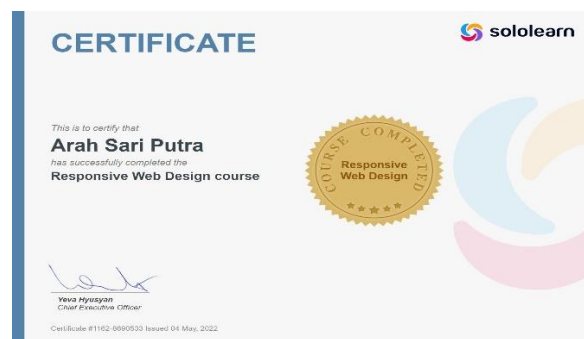 CERTIFICATE
sololearn
This is to certify that
Arah Sari Putra
has successfully completed the
Responsive Web Design course
COURSE COMPLETED
Responsive
Web Design
Yeva Hyusyan
Chief Executive Officer
Certificate #1162-8690533 Issued 04 May, 2022